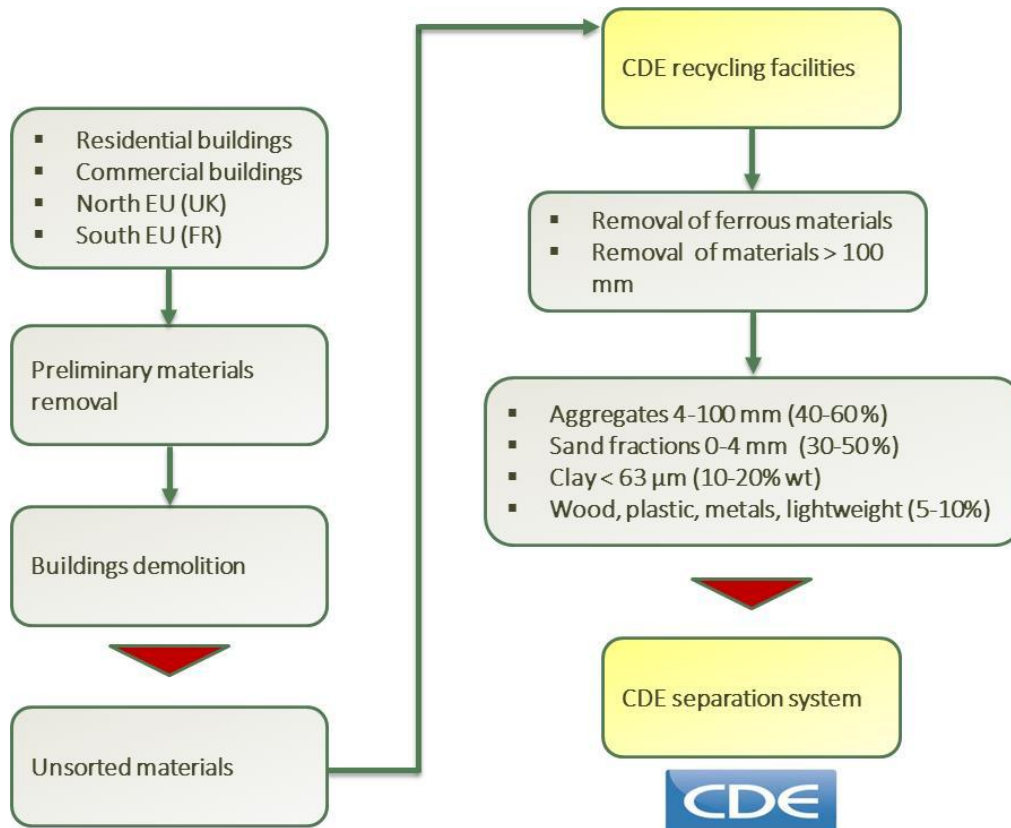 Residential buildings
Commercial buildings
North EU (UK)
South EU (FR)
Preliminary materials
removal
Buildings demolition
Unsorted materials
CDE recycling facilities
Removal of ferrous materials
Removal of materials > 100
mm
Aggregates 4-100 mm (40-60%)
Sand fractions 0-4 mm (30-50%)
Clay < 63 µm (10-20% wt)
Wood, plastic, metals, lightweight (5-10%)
CDE separation system
CDE